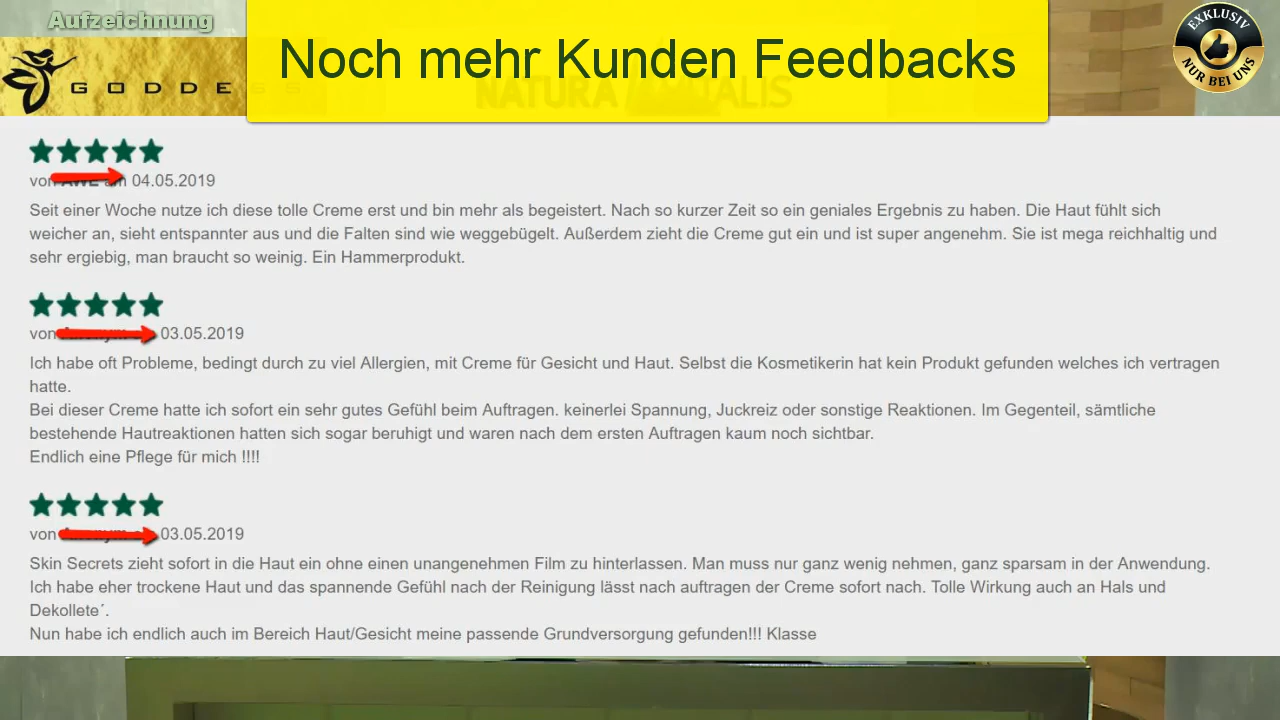 Aufzeichnung
EXKLUSIV
NUR BEI UNS
Noch mehr Kunden Feedbacks
GODDE
NATURA
ALIS
von AWE am 04.05.2019
Seit einer Woche nutze ich diese tolle Creme erst und bin mehr als begeistert. Nach so kurzer Zeit so ein geniales Ergebnis zu haben. Die Haut fühlt sich
weicher an, sieht entspannter aus und die Falten sind wie weggebügelt. Außerdem zieht die Creme gut ein und ist super angenehm. Sie ist mega reichhaltig und
sehr ergiebig, man braucht so weinig. Ein Hammerprodukt.
von 03.05.2019
Ich habe oft Probleme, bedingt durch zu viel Allergien, mit Creme für Gesicht und Haut. Selbst die Kosmetikerin hat kein Produkt gefunden welches ich vertragen
hatte.
Bei dieser Creme hatte ich sofort ein sehr gutes Gefühl beim Auftragen. keinerlei Spannung, Juckreiz oder sonstige Reaktionen. Im Gegenteil, sämtliche
bestehende Hautreaktionen hatten sich sogar beruhigt und waren nach dem ersten Auftragen kaum noch sichtbar.
Endlich eine Pflege für mich !!!!
von 03.05.2019
Skin Secrets zieht sofort in die Haut ein ohne einen unangenehmen Film zu hinterlassen. Man muss nur ganz wenig nehmen, ganz sparsam in der Anwendung.
Ich habe eher trockene Haut und das spannende Gefühl nach der Reinigung lässt nach auftragen der Creme sofort nach. Tolle Wirkung auch an Hals und
Dekollete´.
Nun habe ich endlich auch im Bereich Haut/Gesicht meine passende Grundversorgung gefunden!!! Klasse